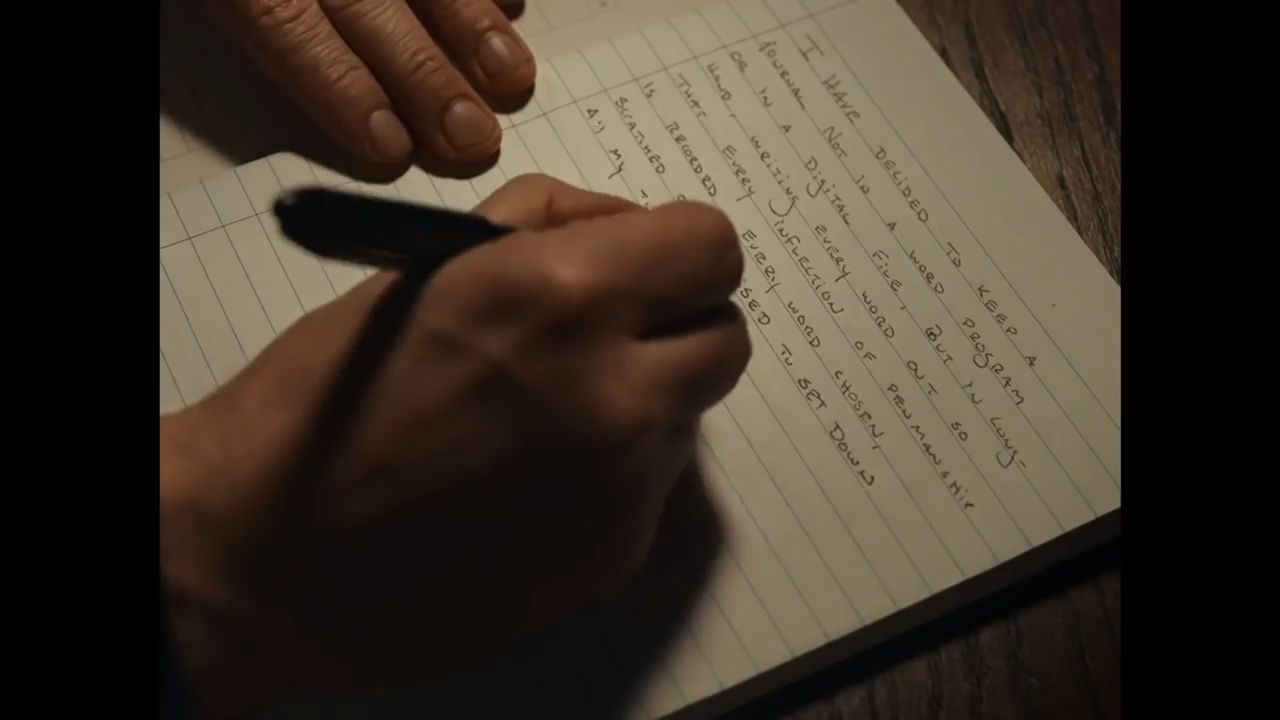 I HAVE DECIDED TO KEEP A
JOURNAL NOT IN A WORD PROGRAM
OR IN A DIGITAL FILE, BUT IN LONG-
HAND, WRITING EVERY WORD OUT SO
THAT EVERY INFLECTION OF PENMANSHIP
IS RECORDED EVERY WORD CHOSEN,
SCRATCHED TO SET DOWN
ALL MY